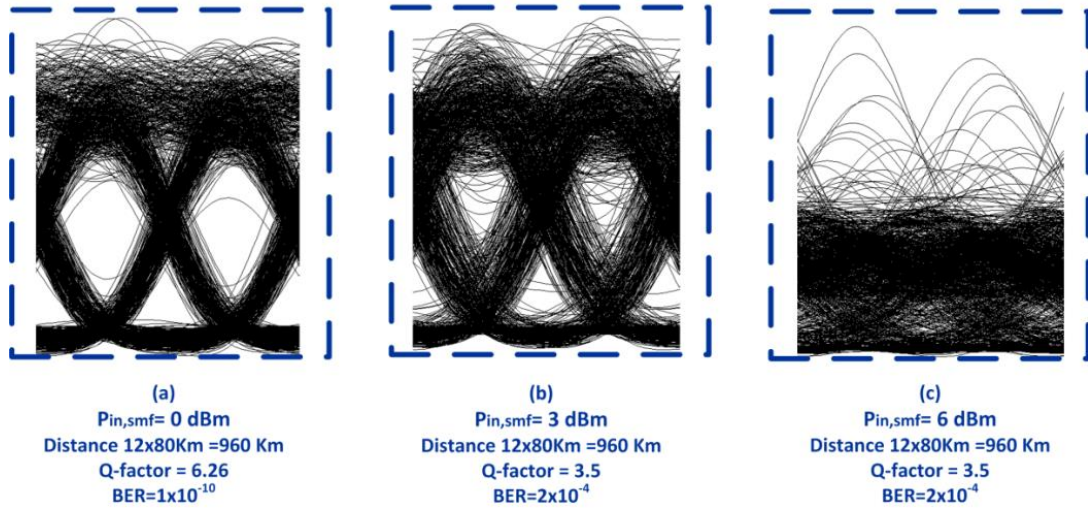 (a)
Pin,smf= 0 dBm
Distance 12x80Km =960 Km
Q-factor = 6.26
BER=1x10⁻¹⁰
(b)
Pin,smf= 3 dBm
Distance 12x80Km =960 Km
Q-factor = 3.5
BER=2x10⁻⁴
(c)
Pin,smf= 6 dBm
Distance 12x80Km =960 Km
Q-factor = 3.5
BER=2x10⁻⁴